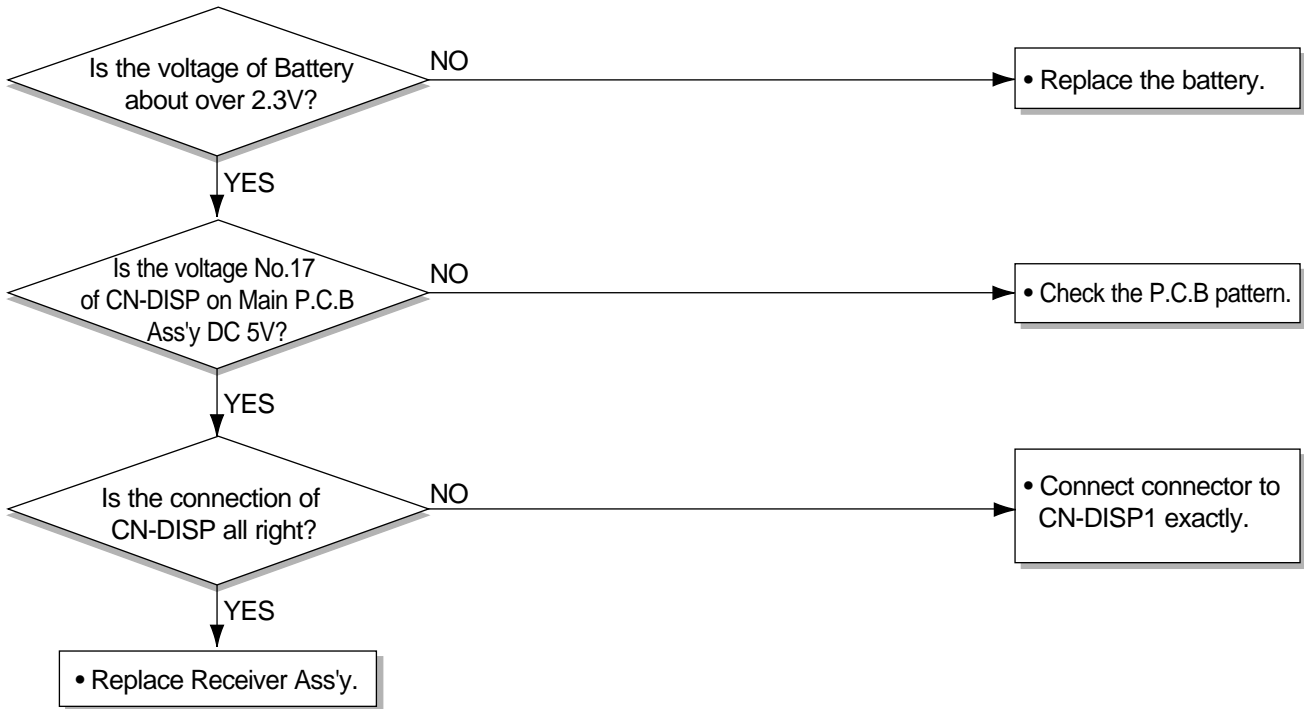 Is the voltage of Battery
about over 2.3V?
NO
• Replace the battery.
YES
Is the voltage No.17
of CN-DISP on Main P.C.B
Ass'y DC 5V?
NO
• Check the P.C.B pattern.
YES
Is the connection of
CN-DISP all right?
NO
• Connect connector to
CN-DISP1 exactly.
YES
• Replace Receiver Ass'y.